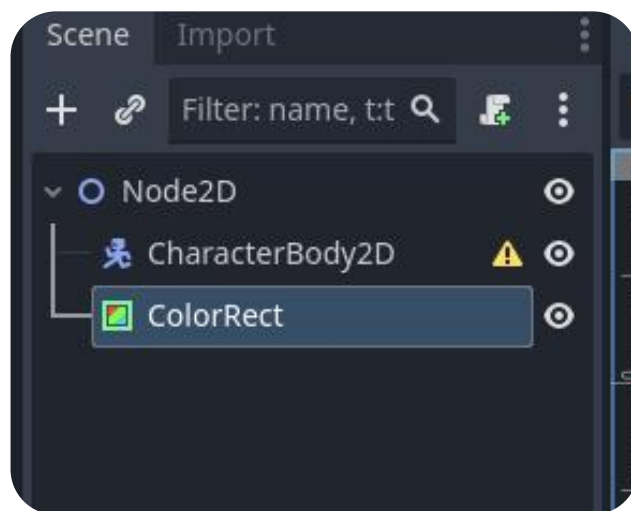 Scene Import
Filter: name, t:t
Node2D
CharacterBody2D
ColorRect